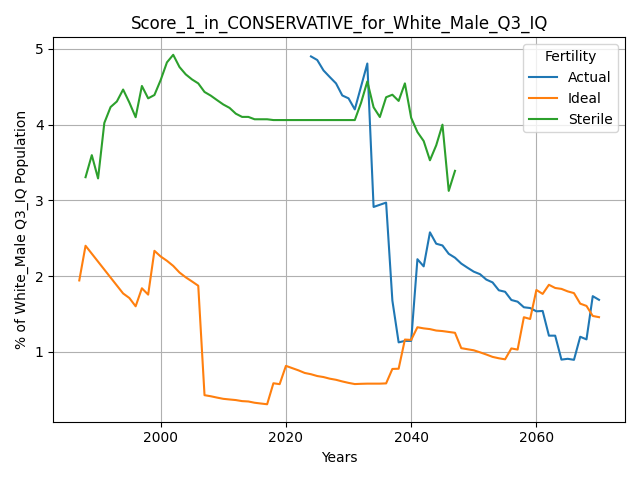 Score_1_in_CONSERVATIVE_for_White_Male_Q3_IQ
Fertility
Actual
Ideal
Sterile
% of White_Male Q3_IQ Population
5
4
3
2
1
2000 2020 2040 2060
Years